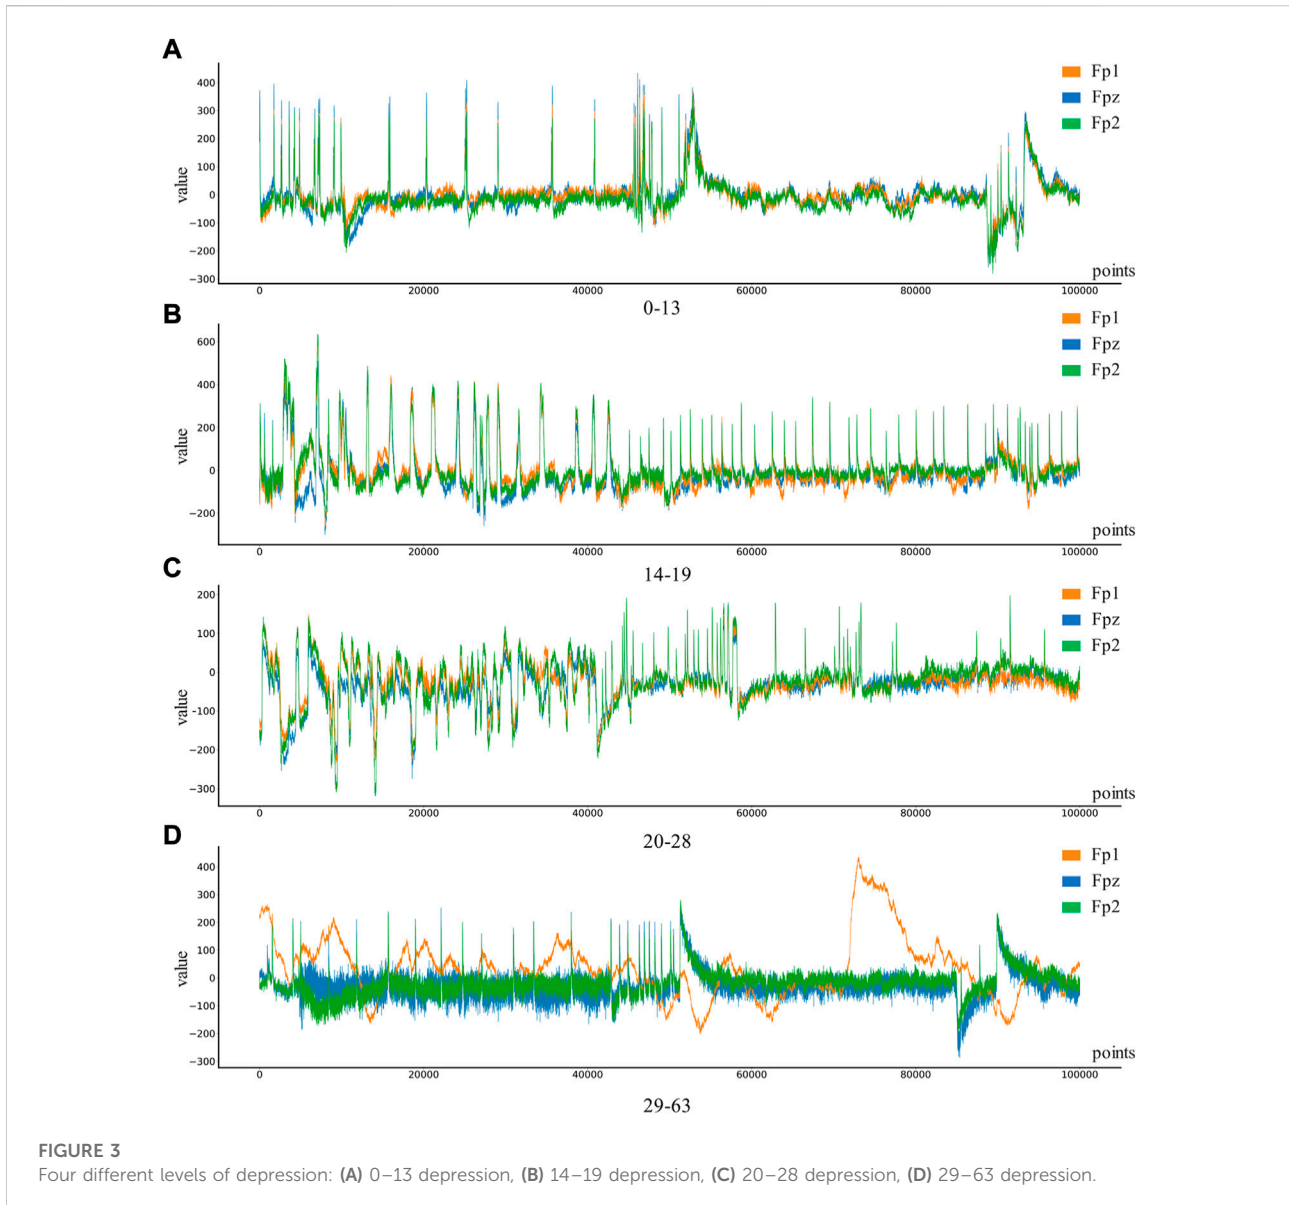 A
400
300
200
100
0
−100
−200
−300
value
Fp1
Fpz
Fp2
points
0 20000 40000 60000 80000 100000
0-13
B
600
400
200
0
−200
value
Fp1
Fpz
Fp2
points
0 20000 40000 60000 80000 100000
14-19
C
200
100
0
−100
−200
−300
value
Fp1
Fpz
Fp2
points
0 20000 40000 60000 80000 100000
20-28
D
400
300
200
100
0
−100
−200
−300
value
Fp1
Fpz
Fp2
points
0 20000 40000 60000 80000 100000
29-63
FIGURE 3
Four different levels of depression: (A) 0–13 depression, (B) 14–19 depression, (C) 20–28 depression, (D) 29–63 depression.